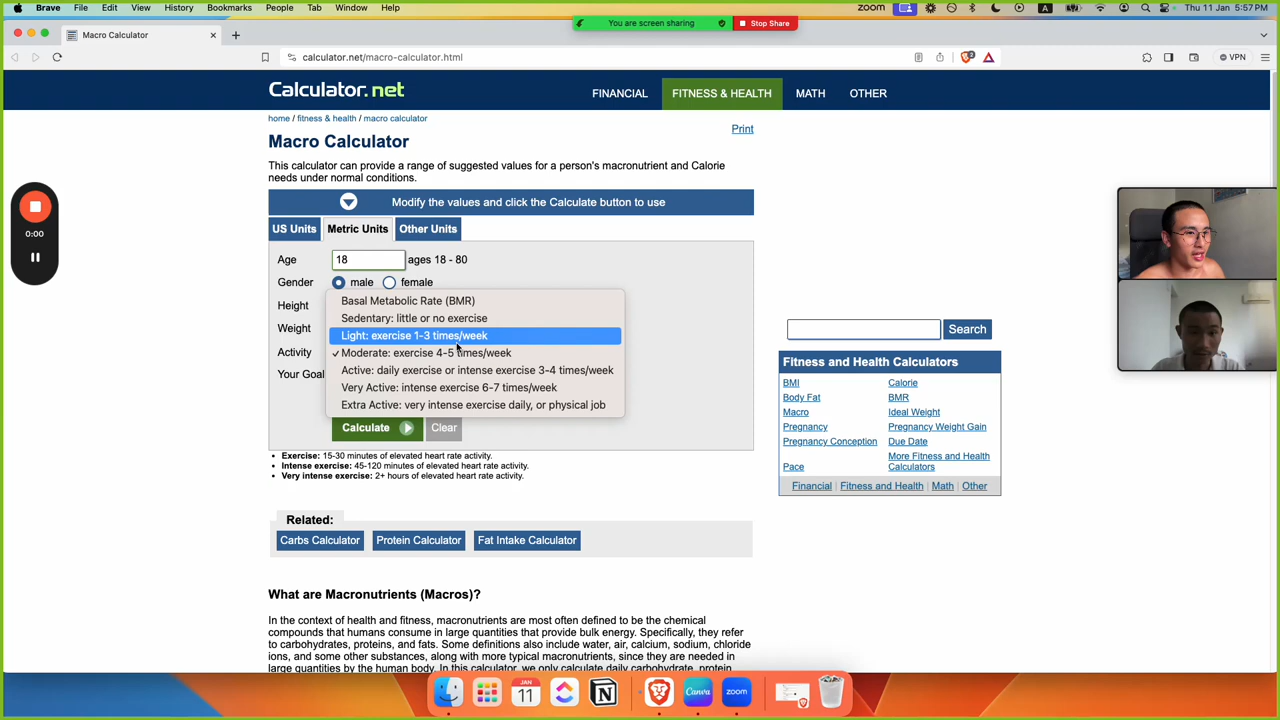 Brave File Edit View History Bookmarks People Tab Window Help
zoom
A
Thu 11 Jan 5:57 PM
You are screen sharing
Stop Share
Macro Calculator
calculator.net/macro-calculator.html
2
VPN
Calculator.net
FINANCIAL FITNESS & HEALTH MATH OTHER
home / fitness & health / macro calculator
Print
Macro Calculator
This calculator can provide a range of suggested values for a person's macronutrient and Calorie
needs under normal conditions.
Modify the values and click the Calculate button to use
US Units Metric Units Other Units
Age 18 ages 18 - 80
Gender male female
Height
Weight
Activity
Your Goal
Basal Metabolic Rate (BMR)
Sedentary: little or no exercise
Light: exercise 1-3 times/week
✓ Moderate: exercise 4-5 times/week
Active: daily exercise or intense exercise 3-4 times/week
Very Active: intense exercise 6-7 times/week
Extra Active: very intense exercise daily, or physical job
Calculate Clear
• Exercise: 15-30 minutes of elevated heart rate activity.
• Intense exercise: 45-120 minutes of elevated heart rate activity.
• Very intense exercise: 2+ hours of elevated heart rate activity.
Related:
Carbs Calculator Protein Calculator Fat Intake Calculator
What are Macronutrients (Macros)?
In the context of health and fitness, macronutrients are most often defined to be the chemical
compounds that humans consume in large quantities that provide bulk energy. Specifically, they refer
to carbohydrates, proteins, and fats. Some definitions also include water, air, calcium, sodium, chloride
ions, and some other substances, along with more typical macronutrients, since they are needed in
large quantities by the human body. In this calculator, we only calculate daily carbohydrate, protein
Search
Fitness and Health Calculators
BMI Calorie
Body Fat BMR
Macro Ideal Weight
Pregnancy Pregnancy Weight Gain
Pregnancy Conception Due Date
Pace More Fitness and Health
Calculators
Financial | Fitness and Health | Math | Other
0:00
JAN
11
Canva
zoom